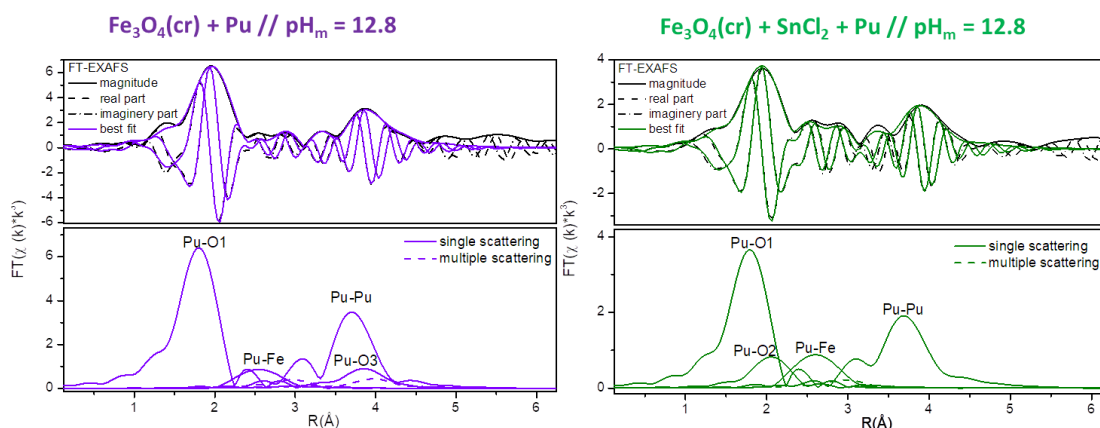 Fe₃O₄(cr) + Pu // pHₘ = 12.8
FT-EXAFS
magnitude
real part
imaginery part
best fit
6
4
2
0
-2
-4
6
Pu-O1
single scattering
multiple scattering
Pu-Pu
Pu-Fe
Pu-O3
FT(χ (k)*k³)
6
4
2
0
1
2
3
4
5
6
R(Å)
Fe₃O₄(cr) + SnCl₂ + Pu // pHₘ = 12.8
FT-EXAFS
magnitude
real part
imaginery part
best fit
4
2
0
-2
Pu-O1
single scattering
multiple scattering
Pu-Pu
Pu-O2
Pu-Fe
FT(χ (k)*k³)
4
2
0
1
2
3
4
5
6
R(Å)